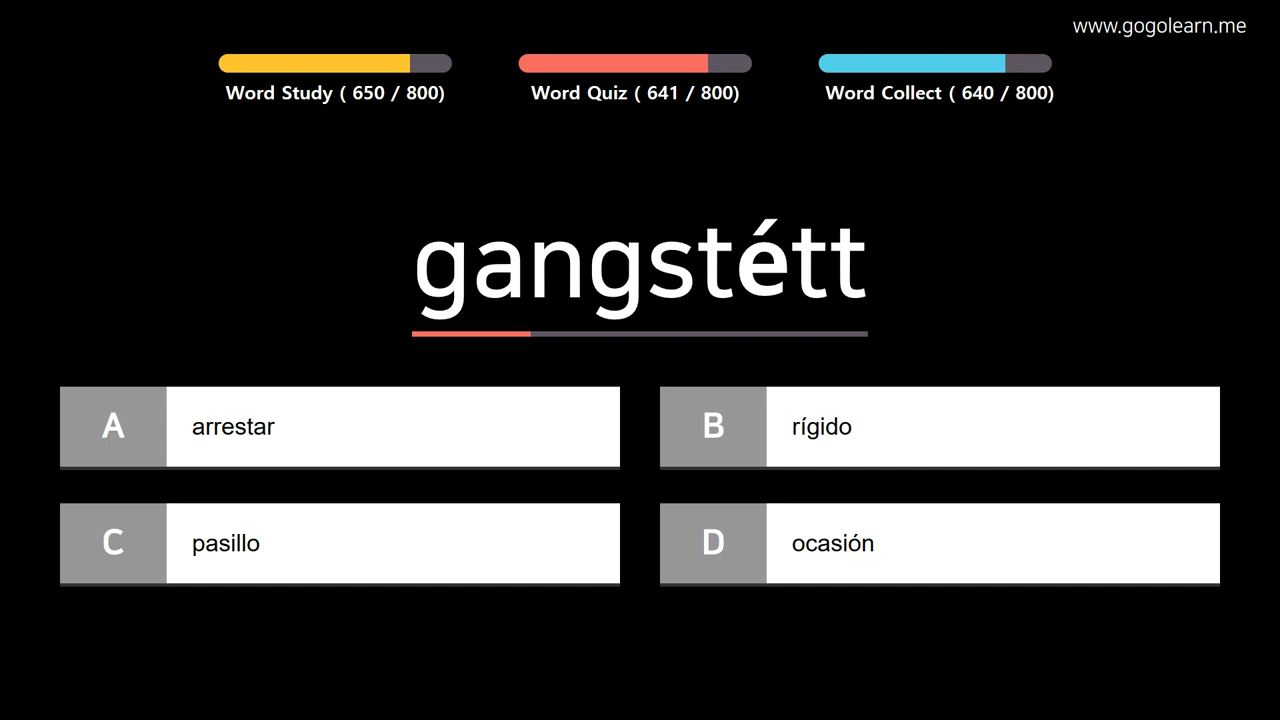 www.gogolearn.me
Word Study ( 650 / 800)
Word Quiz ( 641 / 800)
Word Collect ( 640 / 800)
gangstétt
A
arrestar
B
rígido
C
pasillo
D
ocasión